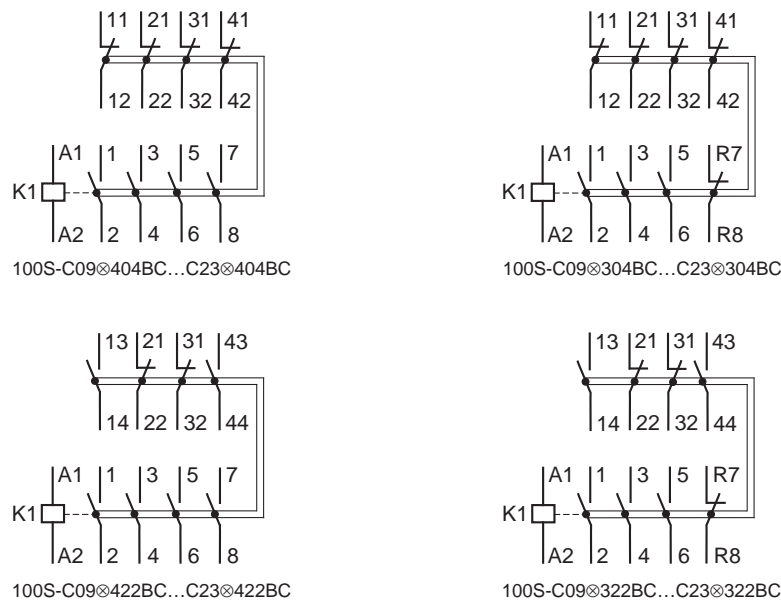 11 21 31 41
12 22 32 42
A1 1 3 5 7
K1
A2 2 4 6 8
100S-C09⊗404BC…C23⊗404BC
11 21 31 41
12 22 32 42
A1 1 3 5 R7
K1
A2 2 4 6 R8
100S-C09⊗304BC…C23⊗304BC
13 21 31 43
14 22 32 44
A1 1 3 5 7
K1
A2 2 4 6 8
100S-C09⊗422BC…C23⊗422BC
13 21 31 43
14 22 32 44
A1 1 3 5 R7
K1
A2 2 4 6 R8
100S-C09⊗322BC…C23⊗322BC